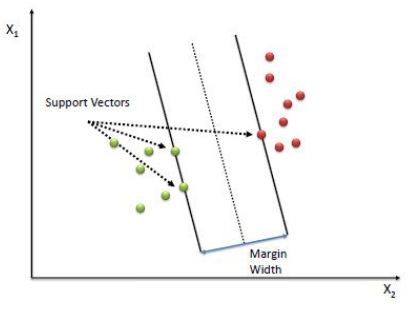 X₁
Support Vectors
Margin
Width
X₂